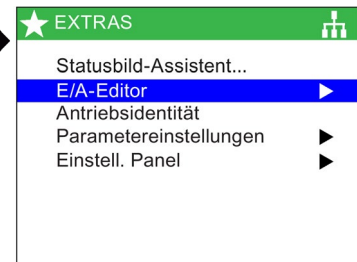 EXTRAS
Statusbild-Assistent...
E/A-Editor
Antriebsidentität
Parametereinstellungen
Einstell. Panel